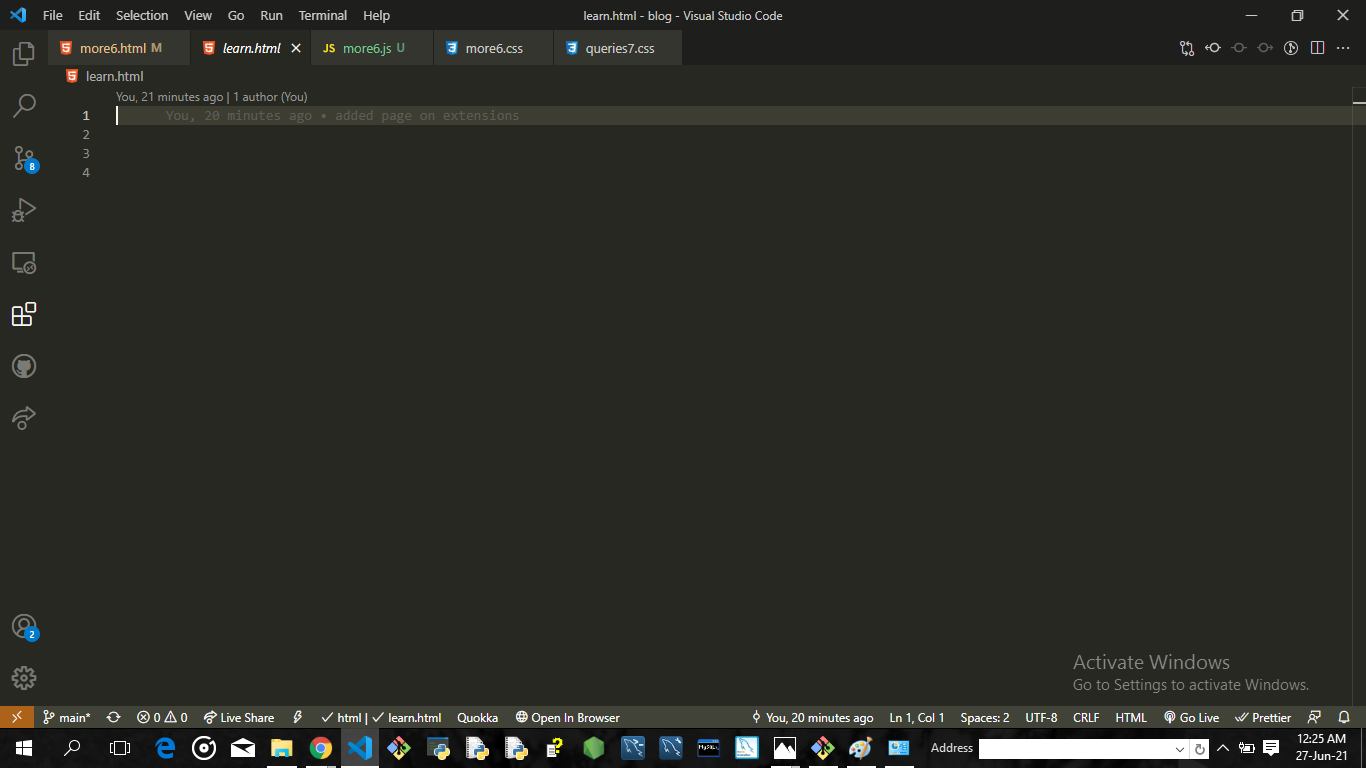 File Edit Selection View Go Run Terminal Help learn.html - blog - Visual Studio Code
more6.html M learn.html JS more6.js U more6.css queries7.css
learn.html
You, 21 minutes ago | 1 author (You)
1 You, 20 minutes ago • added page on extensions
2
3
4
8
2
Activate Windows
Go to Settings to activate Windows.
main* 0 0 Live Share html | learn.html Quokka Open In Browser You, 20 minutes ago Ln 1, Col 1 Spaces: 2 UTF-8 CRLF HTML Go Live Prettier
MySQL Address 12:25 AM
27-Jun-21